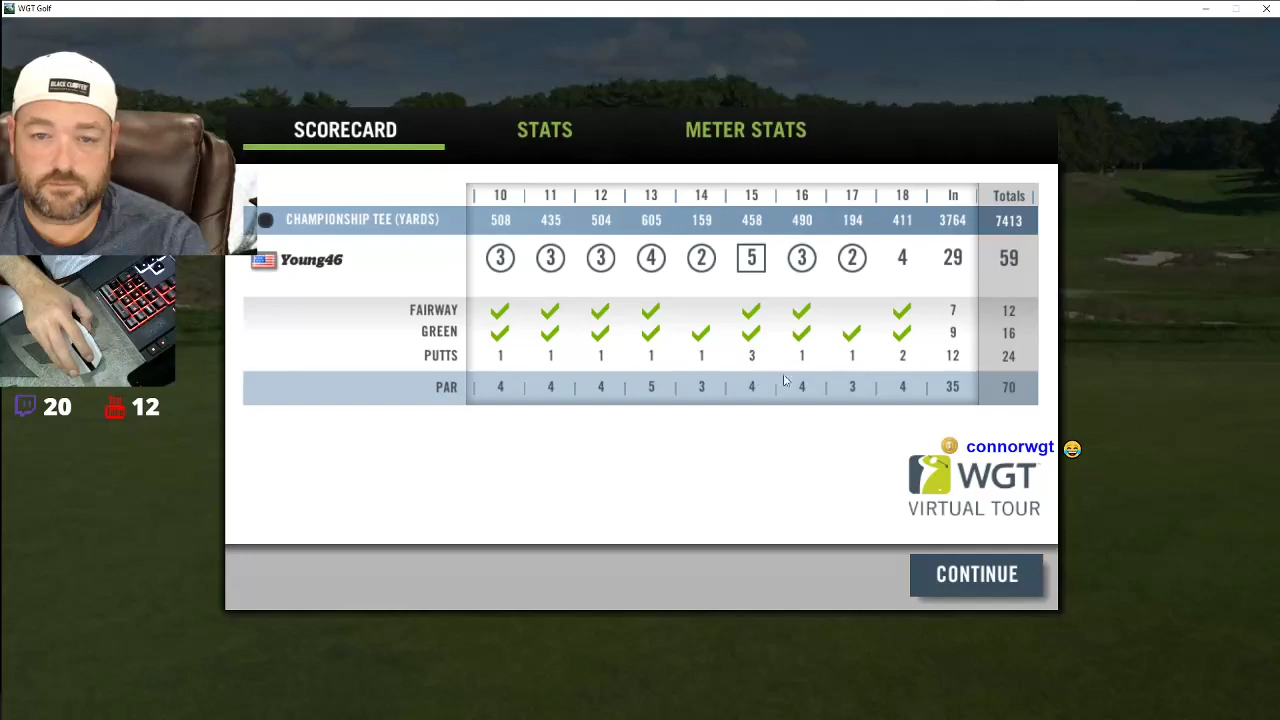 WGT Golf
BLACK CLOVER
SCORECARD STATS METER STATS
10 11 12 13 14 15 16 17 18 In Totals
CHAMPIONSHIP TEE (YARDS) 508 435 504 605 159 458 490 194 411 3764 7413
Young46 3 3 3 4 2 5 3 2 4 29 59
FAIRWAY 7 12
GREEN 9 16
PUTTS 1 1 1 1 1 3 1 1 2 12 24
PAR 4 4 4 5 3 4 4 3 4 35 70
20 12
connorwgt
WGT
VIRTUAL TOUR
CONTINUE